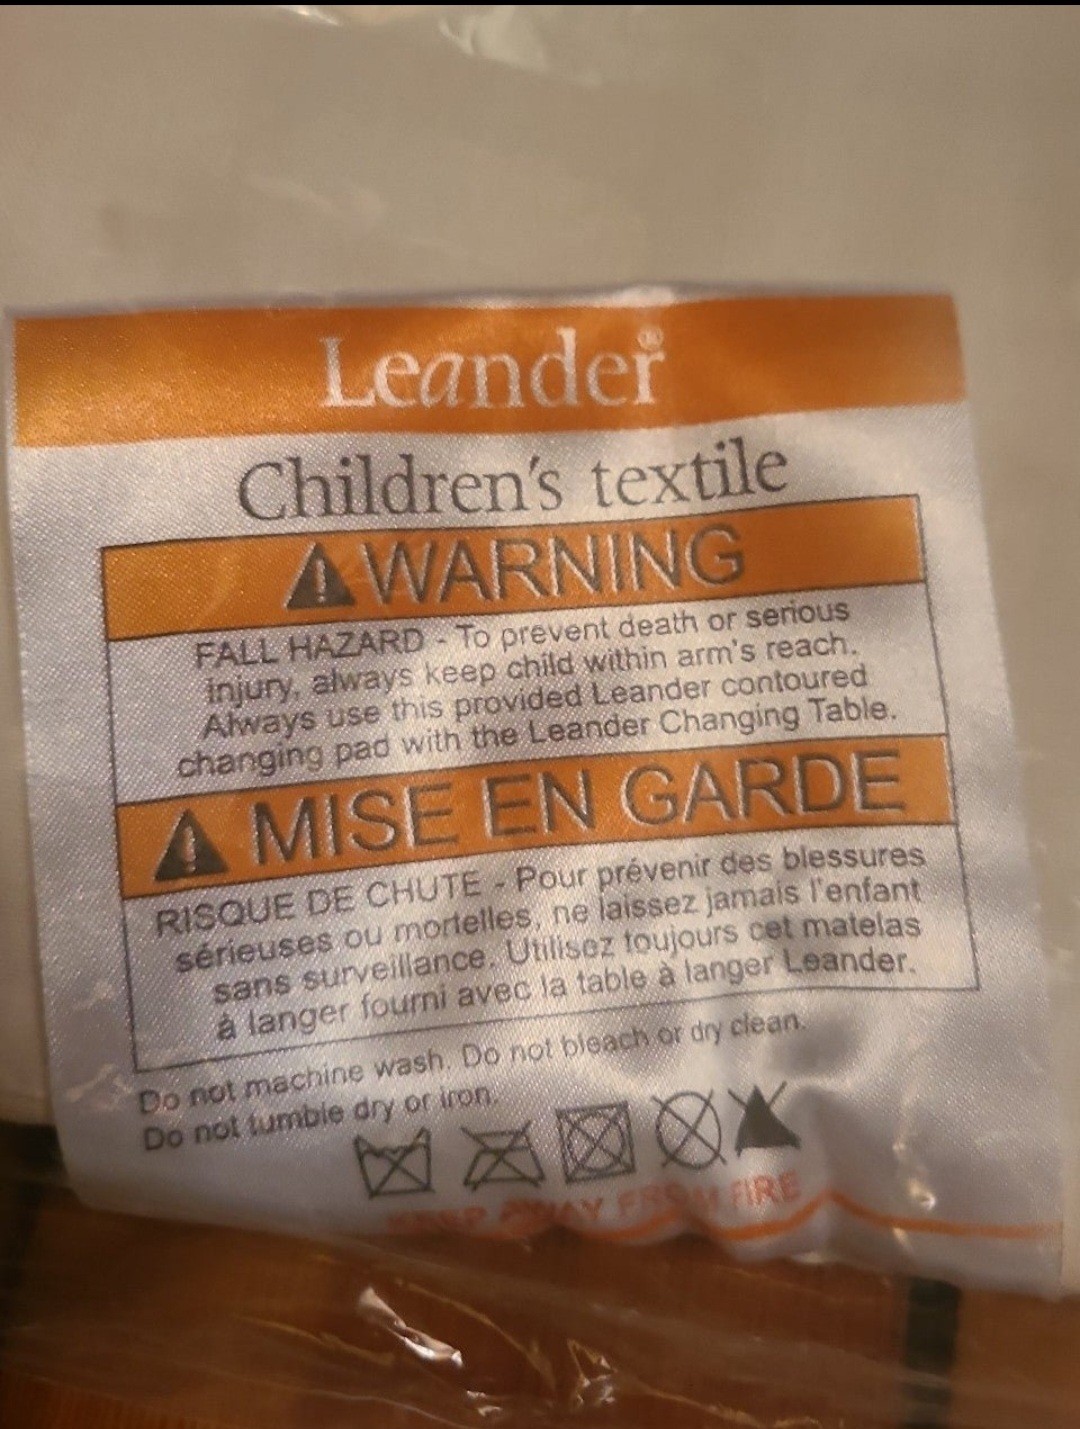 Leander®
Children's textile
WARNING
FALL HAZARD - To prevent death or serious
injury, always keep child within arm's reach.
Always use this provided Leander contoured
changing pad with the Leander Changing Table.
MISE EN GARDE
RISQUE DE CHUTE - Pour prévenir des blessures
sérieuses ou mortelles, ne laissez jamais l'enfant
sans surveillance. Utilisez toujours cet matelas
à langer fourni avec la table à langer Leander.
Do not machine wash. Do not bleach or dry clean.
Do not tumble dry or iron.
KEEP AWAY FROM FIRE